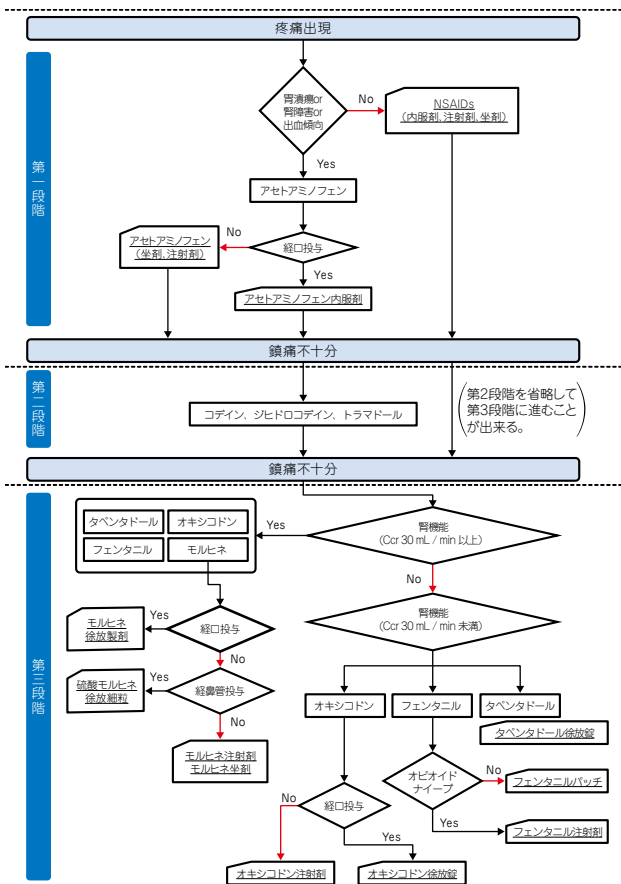 疼痛出現
第一段階
胃潰瘍or
腎障害or
出血傾向
No
NSAIDs
(内服剤、注射剤、坐剤)
Yes
アセトアミノフェン
経口投与
No
アセトアミノフェン
(坐剤、注射剤)
Yes
アセトアミノフェン内服剤
鎮痛不十分
第二段階
コデイン、ジヒドロコデイン、トラマドール
(第2段階を省略して
第3段階に進むこと
が出来る。)
鎮痛不十分
第三段階
タペンタドール
オキシコドン
フェンタニル
モルヒネ
Yes
腎機能
(Ccr 30 mL / min 以上)
No
腎機能
(Ccr 30 mL / min 未満)
経口投与
Yes
モルヒネ
徐放製剤
No
経鼻管投与
Yes
硫酸モルヒネ
徐放細粒
No
モルヒネ注射剤
モルヒネ坐剤
オキシコドン
フェンタニル
タペンタドール
タペンタドール徐放錠
オピオイド
ナイーブ
No
フェンタニルパッチ
Yes
フェンタニル注射剤
経口投与
No
Yes
オキシコドン注射剤
オキシコドン徐放錠